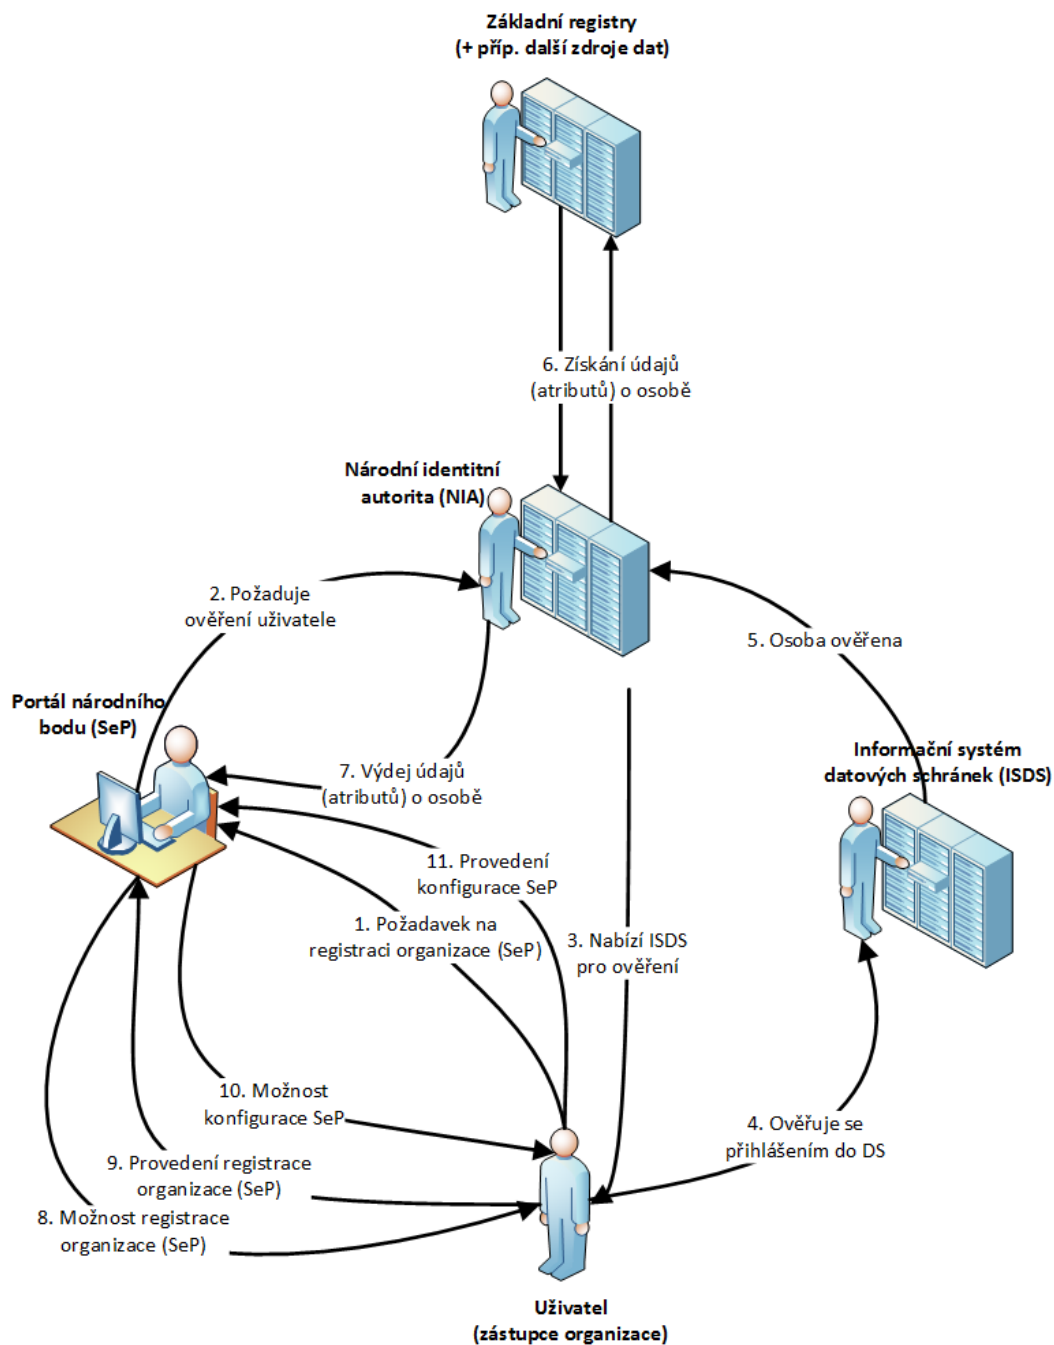 Základní registry
(+ příp. další zdroje dat)
6. Získání údajů
(atributů) o osobě
Národní identitní
autorita (NIA)
2. Požaduje
ověření uživatele
5. Osoba ověřena
Portál národního
bodu (SeP)
Informační systém
datových schránek (ISDS)
7. Výdej údajů
(atributů) o osobě
11. Provedení
konfigurace SeP
1. Požadavek na
registraci organizace (SeP)
3. Nabízí ISDS
pro ověření
10. Možnost
konfigurace SeP
4. Ověřuje se
přihlášením do DS
9. Provedení registrace
organizace (SeP)
8. Možnost registrace
organizace (SeP)
Uživatel
(zástupce organizace)